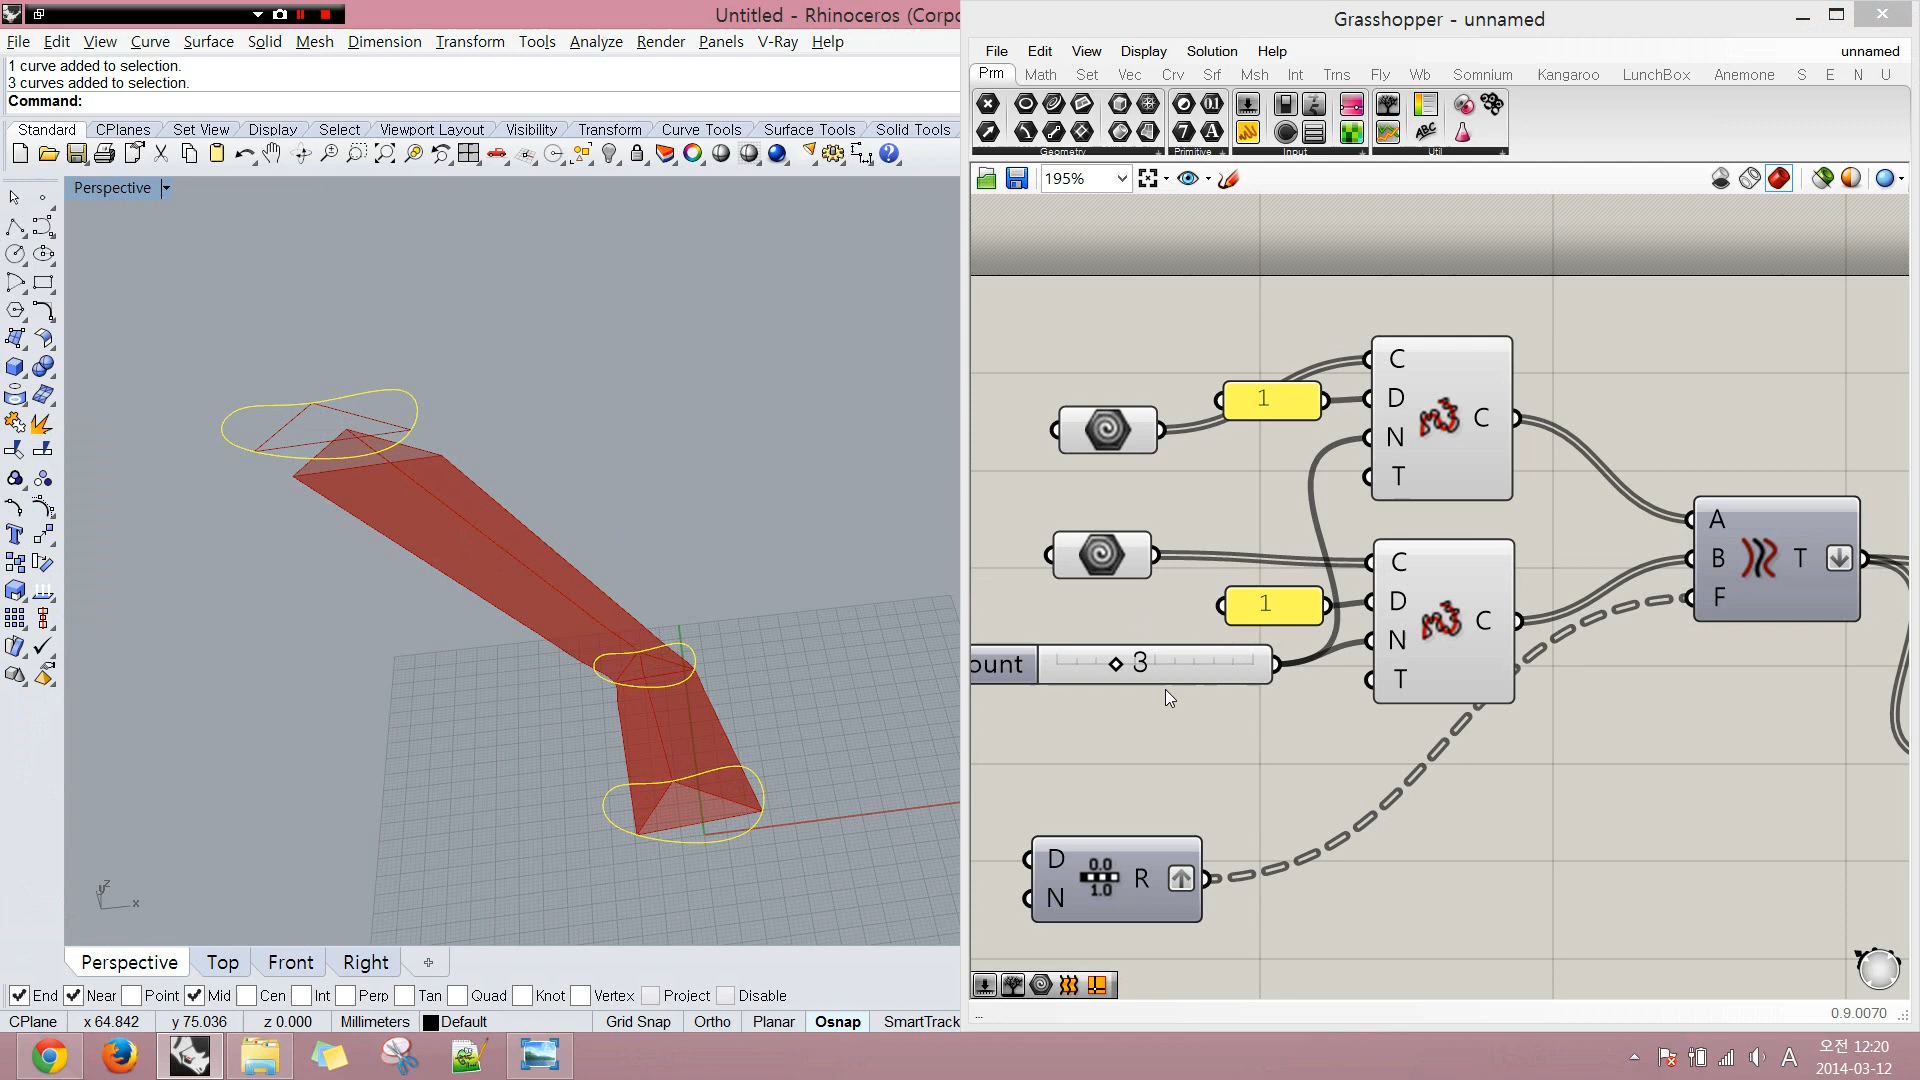 Untitled - Rhinoceros (Corpo
File Edit View Curve Surface Solid Mesh Dimension Transform Tools Analyze Render Panels V-Ray Help
1 curve added to selection.
3 curves added to selection.
Command:
Standard CPlanes Set View Display Select Viewport Layout Visibility Transform Curve Tools Surface Tools Solid Tools
Perspective
z
y
x
Perspective Top Front Right
End Near Point Mid Cen Int Perp Tan Quad Knot Vertex Project Disable
CPlane x 64.842 y 75.036 z 0.000 Millimeters Default Grid Snap Ortho Planar Osnap SmartTrack
Grasshopper - unnamed
File Edit View Display Solution Help unnamed
Prm Math Set Vec Crv Srf Msh Int Trns Fly Wb Somnium Kangaroo LunchBox Anemone S E N U
Geometry Primitive Input Util
195%
C
D
N
T
C
1
C
D
N
T
C
1
ount 3
A
B
F
T
D
N
0.0
1.0
R
...
0.9.0070
A
오전 12:20
2014-03-12